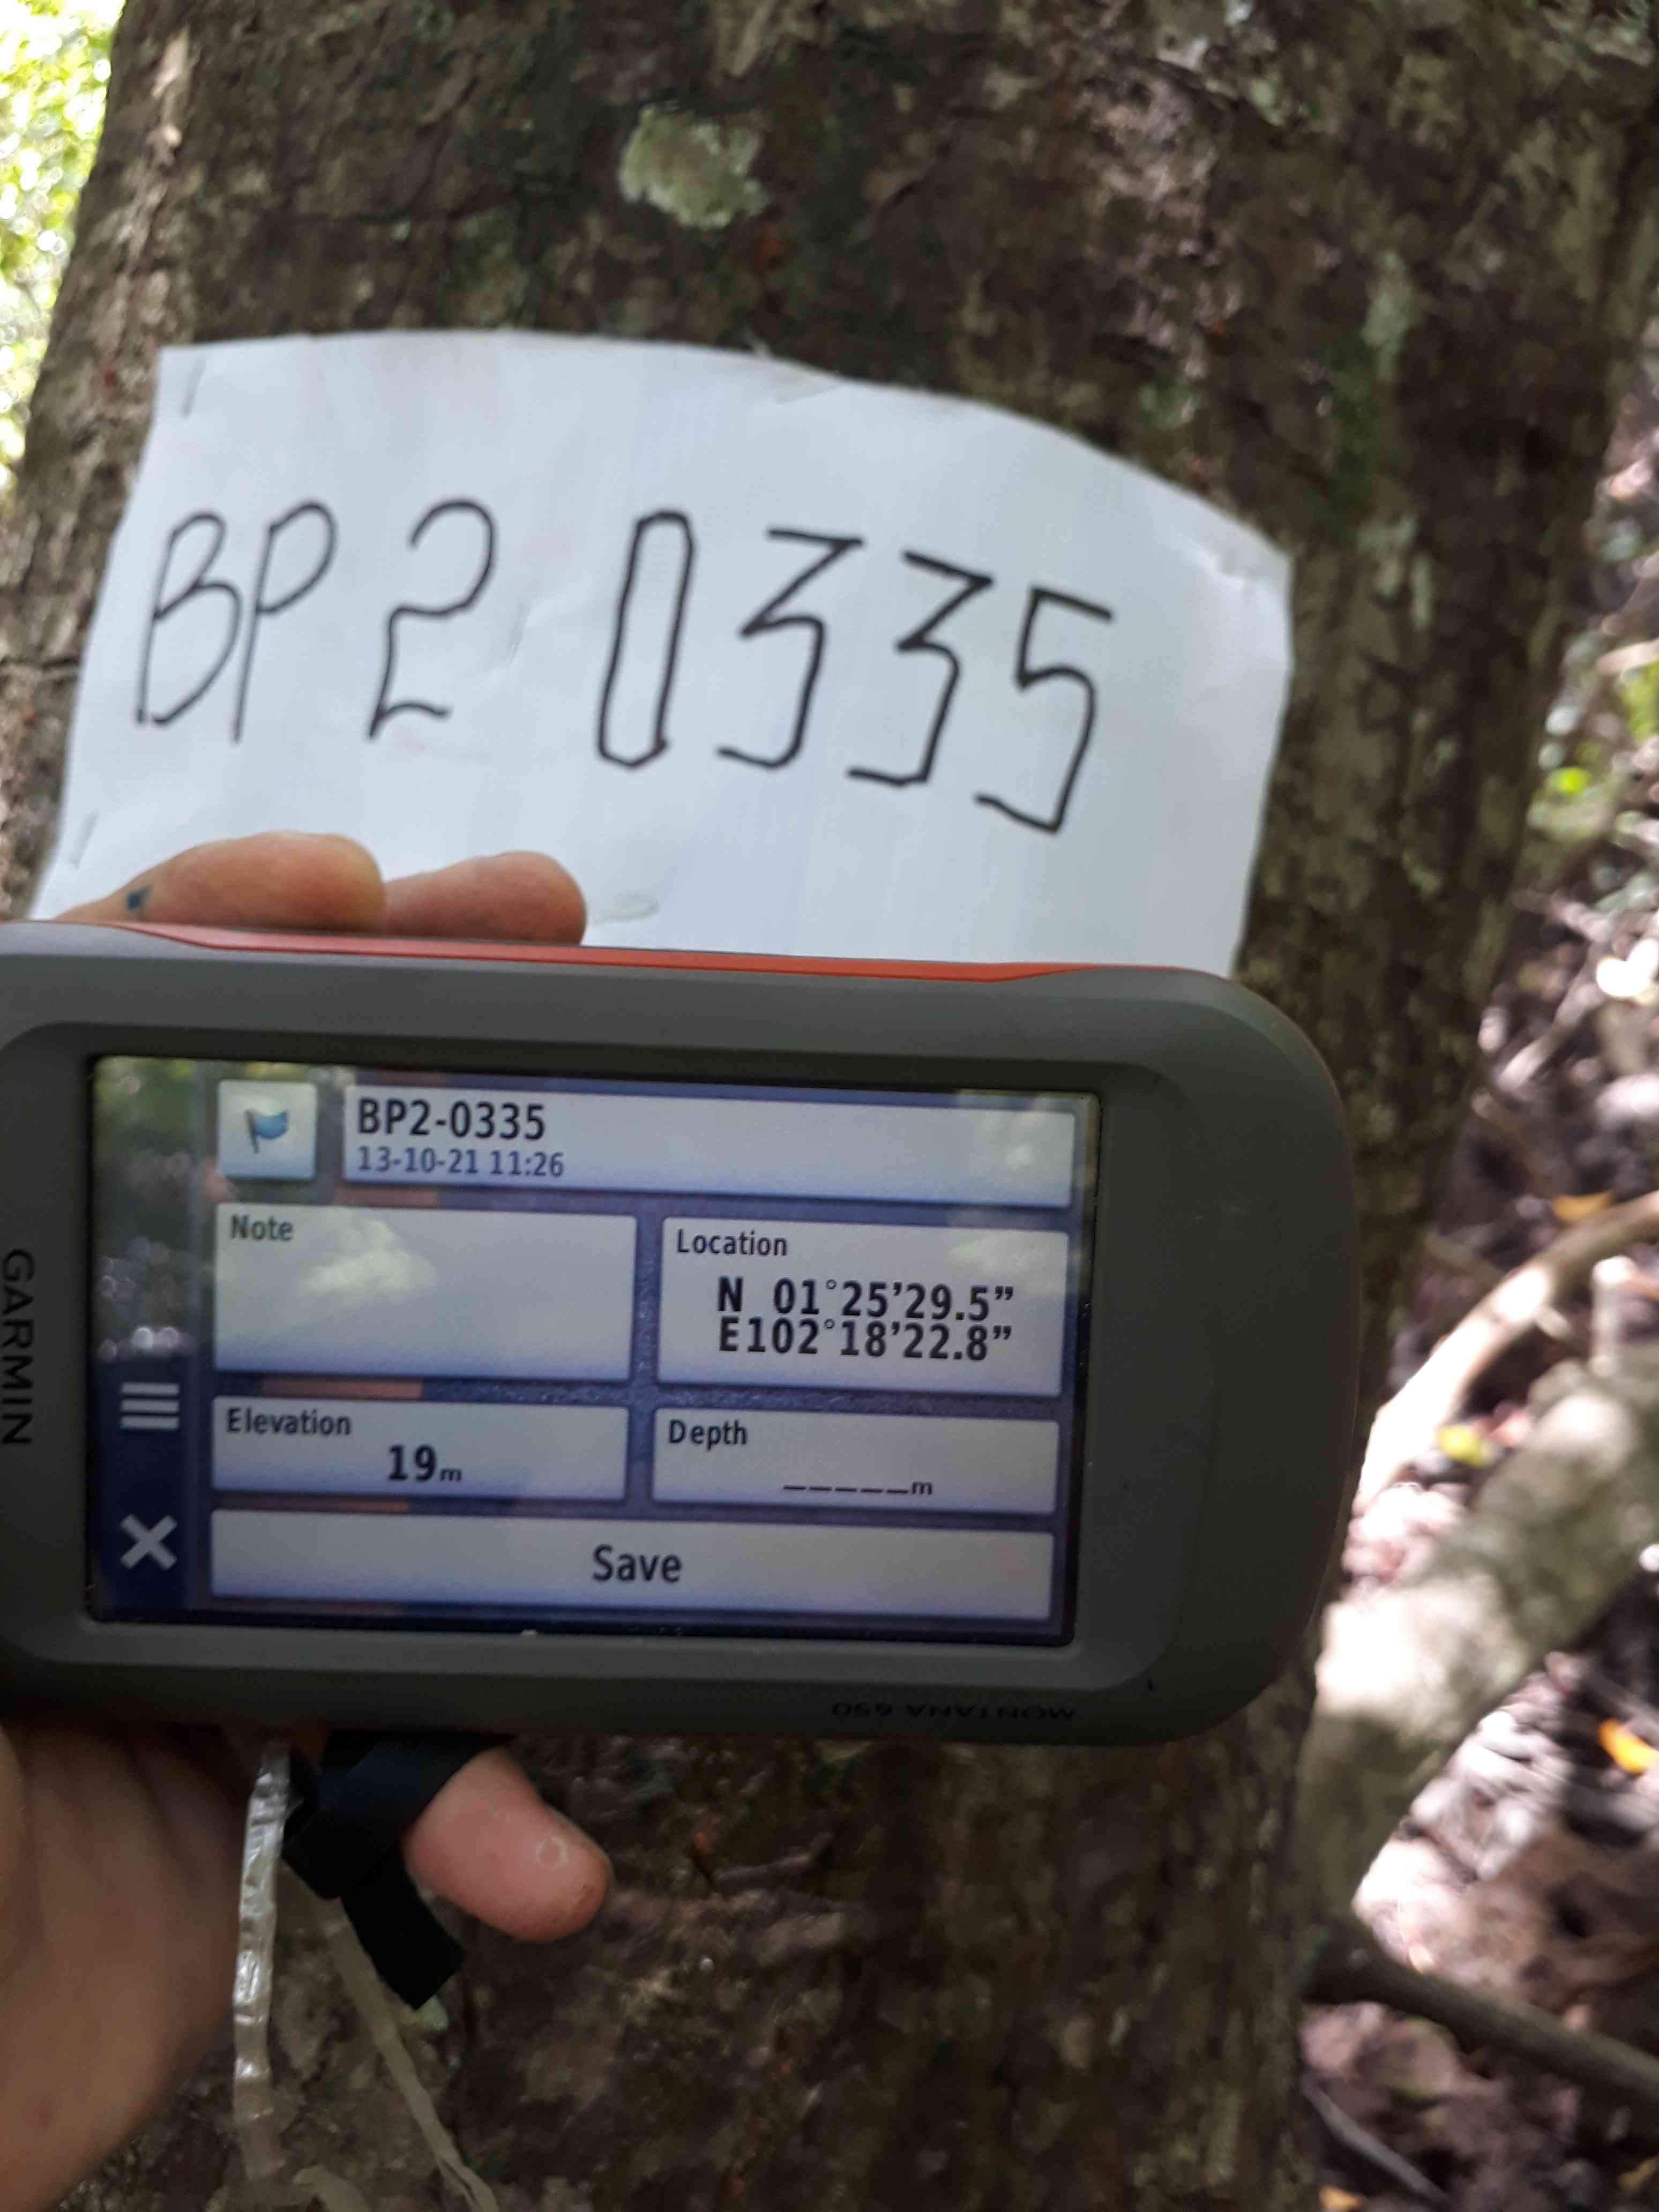 BP2 0335
BP2-0335
13-10-21 11:26
Note
Location
N 01°25'29.5"
E102°18'22.8"
Elevation
19m
Depth
_____m
Save
GARMIN
MONTANA 650